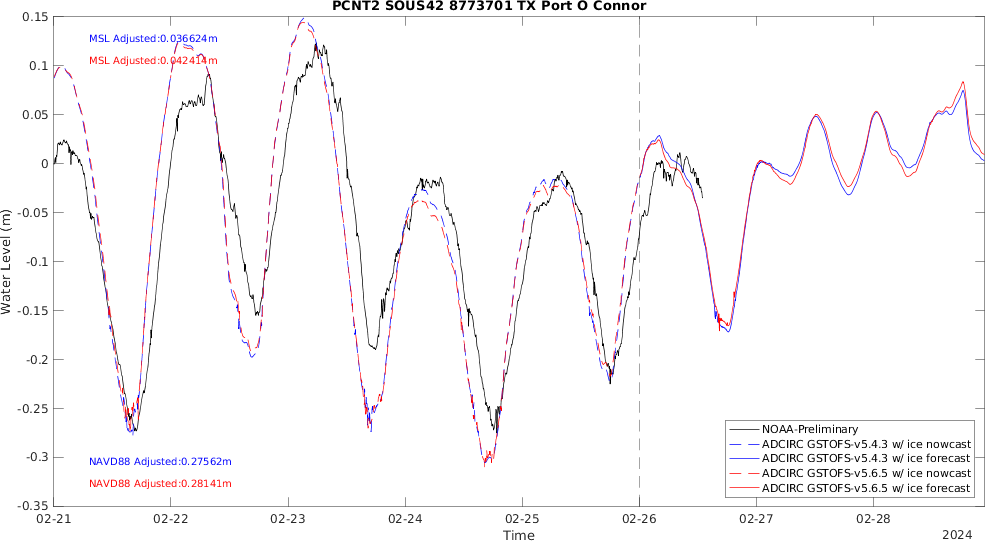 PCNT2 SOUS42 8773701 TX Port O Connor
0.15
0.1
0.05
0
-0.05
-0.1
-0.15
-0.2
-0.25
-0.3
-0.35
Water Level (m)
MSL Adjusted:0.036624m
MSL Adjusted:0.042414m
NAVD88 Adjusted:0.27562m
NAVD88 Adjusted:0.28141m
NOAA-Preliminary
ADCIRC GSTOFS-v5.4.3 w/ ice nowcast
ADCIRC GSTOFS-v5.4.3 w/ ice forecast
ADCIRC GSTOFS-v5.6.5 w/ ice nowcast
ADCIRC GSTOFS-v5.6.5 w/ ice forecast
02-21 02-22 02-23 02-24 02-25 02-26 02-27 02-28
Time
2024